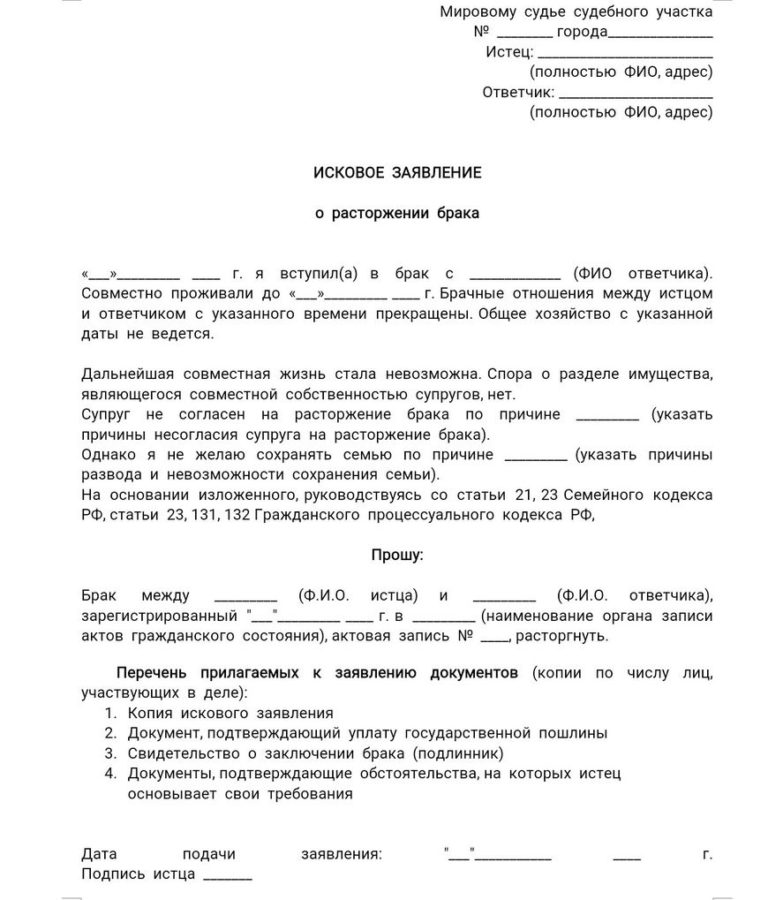 Мировому судье судебного участка
№ ________ города_______________
Истец: _________________________
(полностью ФИО, адрес)
Ответчик: ______________________
(полностью ФИО, адрес)
ИСКОВОЕ ЗАЯВЛЕНИЕ
о расторжении брака
«___»_________ ____ г. я вступил(а) в брак с _____________ (ФИО ответчика).
Совместно проживали до «___»_________ ____ г. Брачные отношения между истцом
и ответчиком с указанного времени прекращены. Общее хозяйство с указанной
даты не ведется.
Дальнейшая совместная жизнь стала невозможна. Спора о разделе имущества,
являющегося совместной собственностью супругов, нет.
Супруг не согласен на расторжение брака по причине _________ (указать
причины несогласия супруга на расторжение брака).
Однако я не желаю сохранять семью по причине _________ (указать причины
развода и невозможности сохранения семьи).
На основании изложенного, руководствуясь со статьи 21, 23 Семейного кодекса
РФ, статьи 23, 131, 132 Гражданского процессуального кодекса РФ,
Прошу:
Брак между _________ (Ф.И.О. истца) и _________ (Ф.И.О. ответчика),
зарегистрированный "___"_________ ____ г. в _________ (наименование органа записи
актов гражданского состояния), актовая запись № ____, расторгнуть.
Перечень прилагаемых к заявлению документов (копии по числу лиц,
участвующих в деле):
1. Копия искового заявления
2. Документ, подтверждающий уплату государственной пошлины
3. Свидетельство о заключении брака (подлинник)
4. Документы, подтверждающие обстоятельства, на которых истец
основывает свои требования
Дата подачи заявления: "___"___________ ____ г.
Подпись истца _______